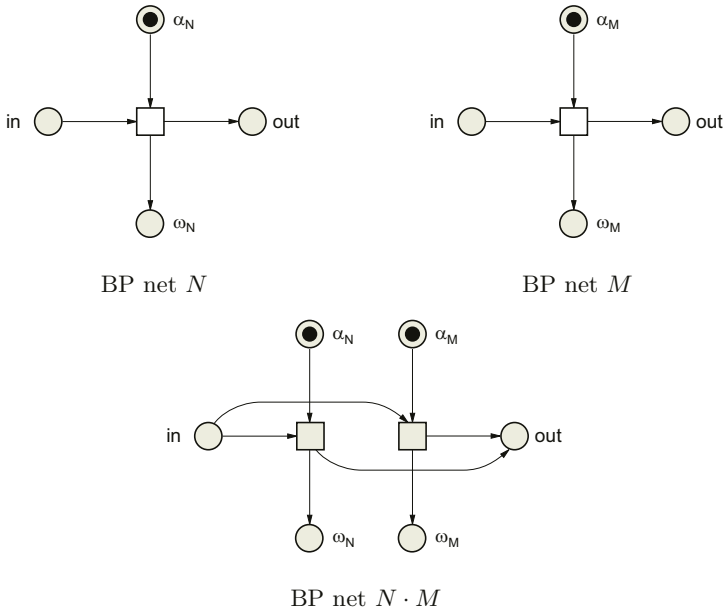 α_N
α_M
in
out
in
out
ω_N
ω_M
BP net N
BP net M
α_N
α_M
in
out
ω_N
ω_M
BP net N · M